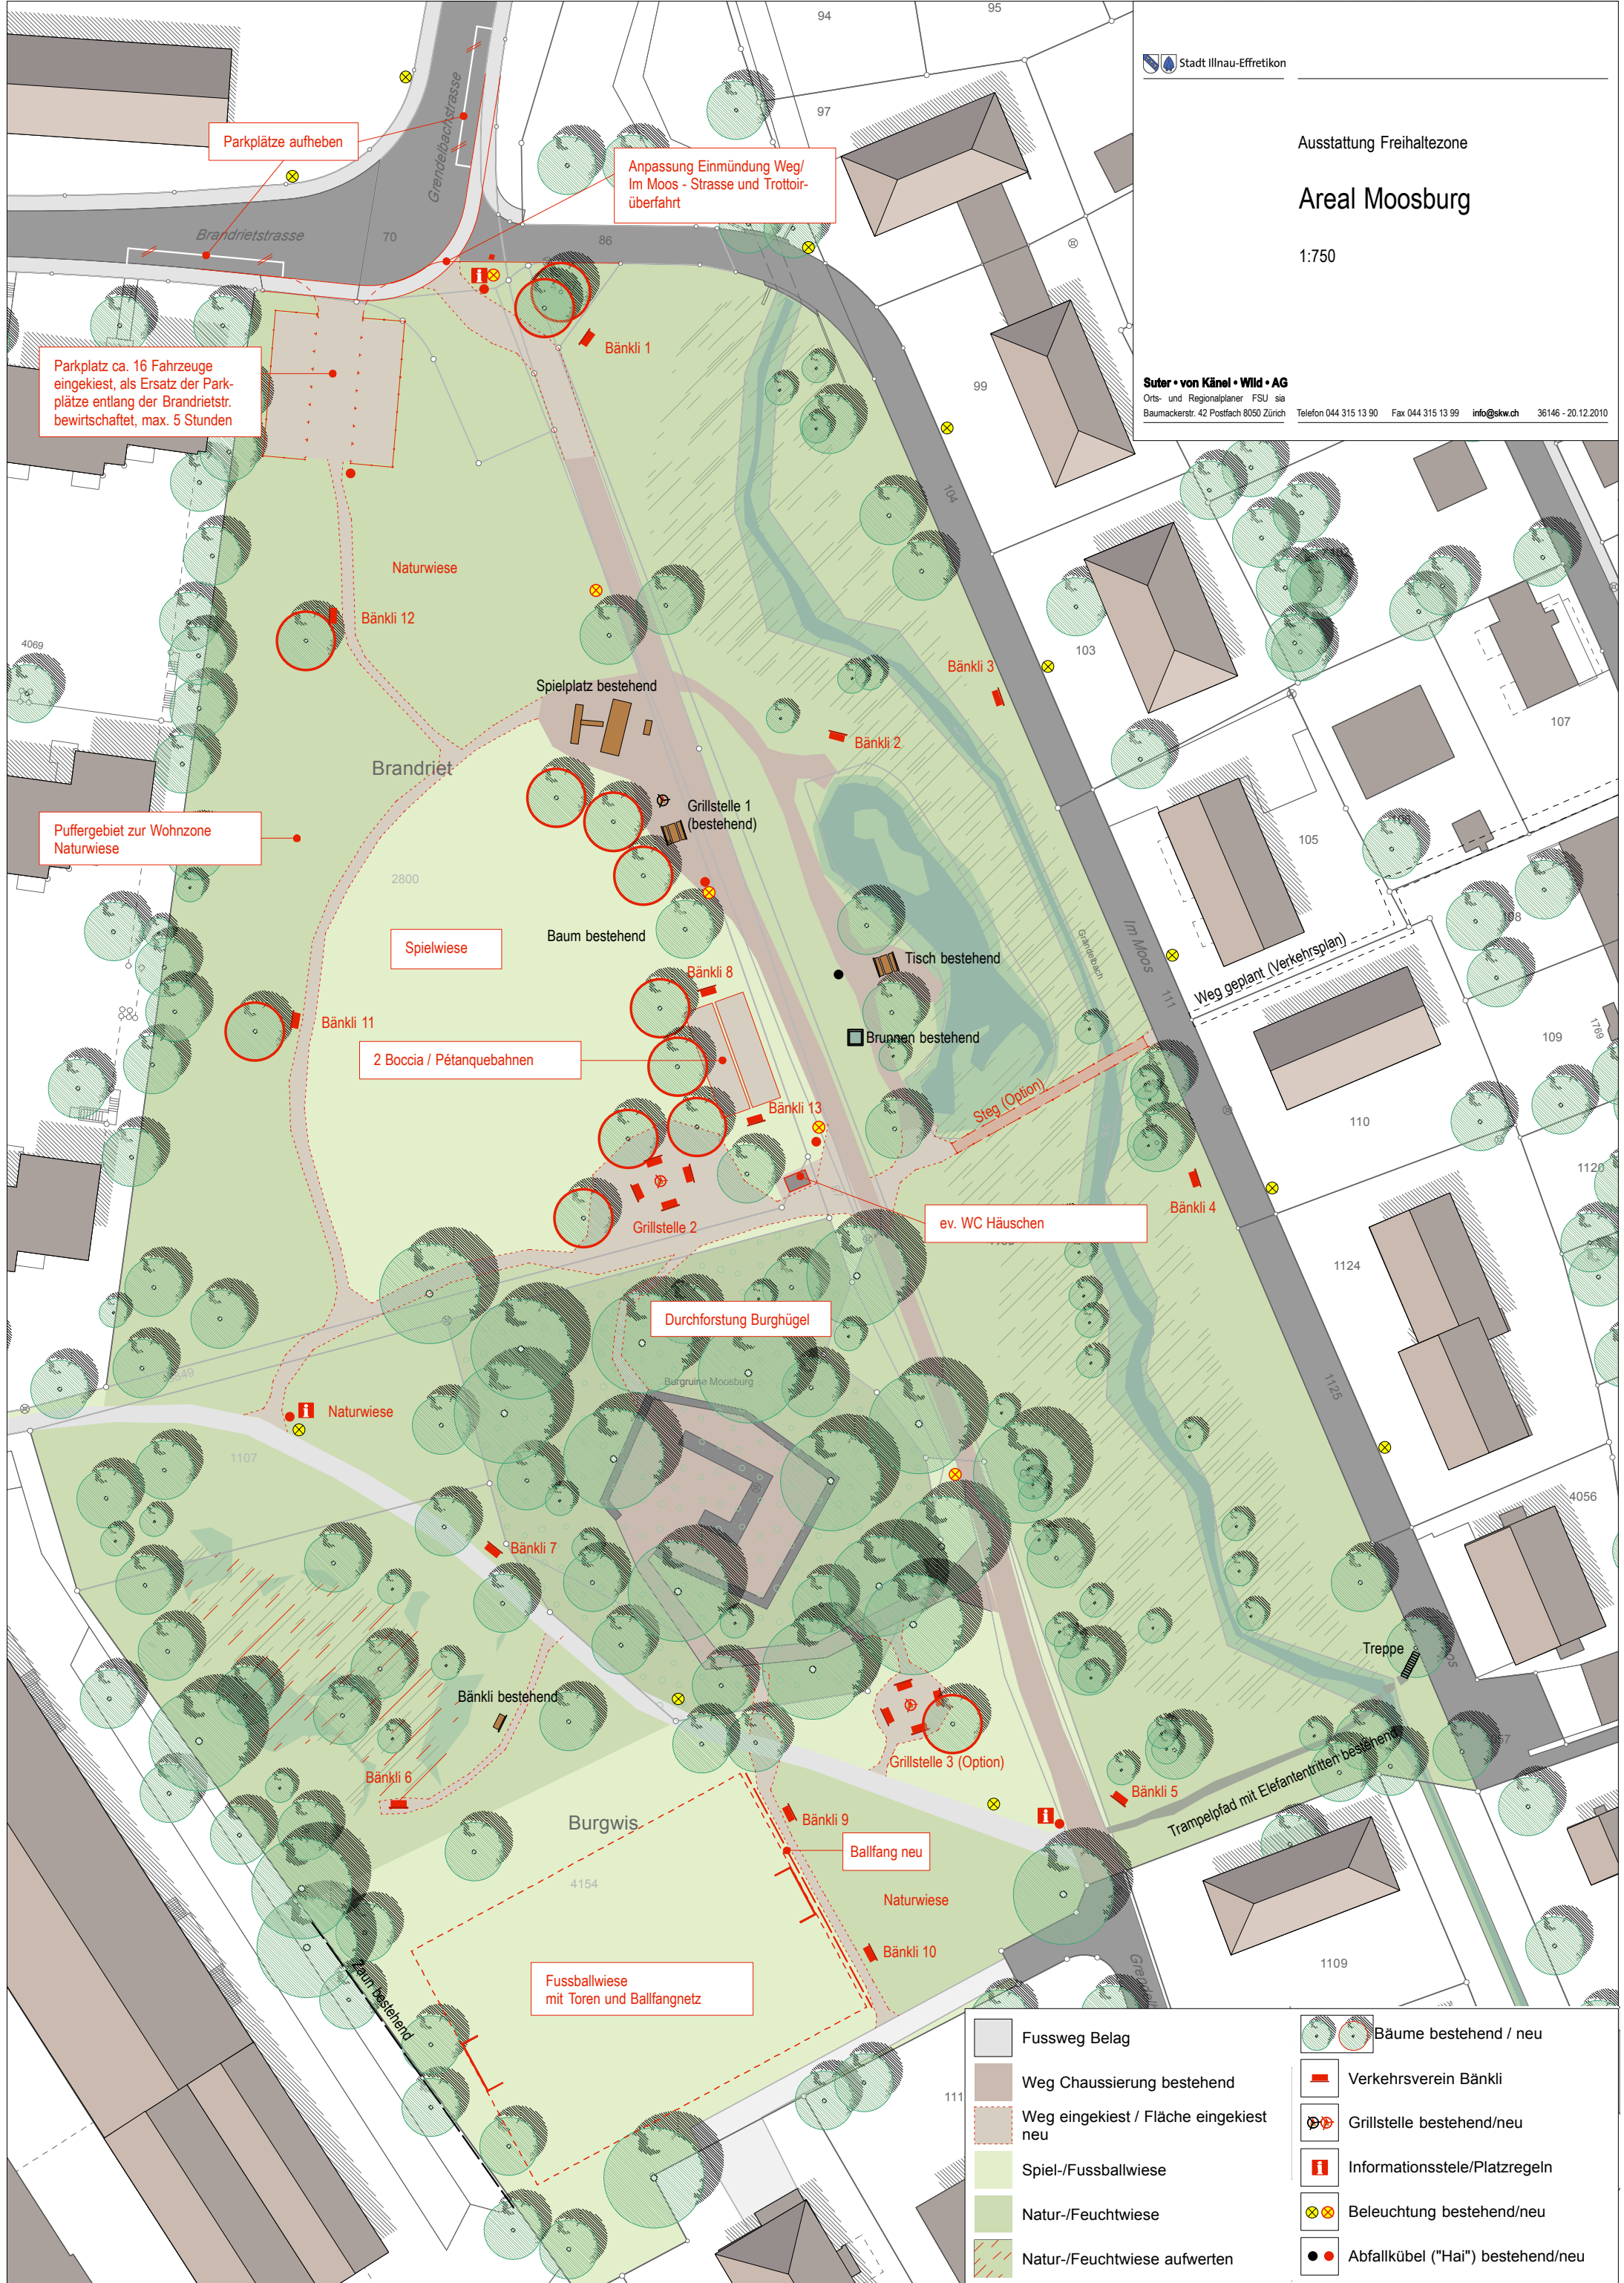 Stadt Illnau-Effretikon
Ausstattung Freihaltezone
Areal Moosburg
1:750
Suter • von Känel • Wild • AG
Orts- und Regionalplaner FSU sia
Baumackerstr. 42 Postfach 8050 Zürich Telefon 044 315 13 90 Fax 044 315 13 99 info@skw.ch 36146 - 20.12.2010
94
95
97
Parkplätze aufheben
Grendelbachstrasse
Anpassung Einmündung Weg/
Im Moos - Strasse und Trottoir-
überfahrt
Brandrietstrasse
70
86
Bänkli 1
Parkplatz ca. 16 Fahrzeuge
eingekiest, als Ersatz der Park-
plätze entlang der Brandrietstr.
bewirtschaftet, max. 5 Stunden
99
104
Naturwiese
Bänkli 12
4069
103
Bänkli 3
Spielplatz bestehend
107
Bänkli 2
Brandriet
Grillstelle 1
(bestehend)
Puffergebiet zur Wohnzone
Naturwiese
105
106
2800
108
Spielwiese
Baum bestehend
Im Moos
Grändelbach
Weg geplant (Verkehrsplan)
Tisch bestehend
Bänkli 8
111
Bänkli 11
2 Boccia / Pétanquebahnen
Brunnen bestehend
109
1769
Steg (Option)
Bänkli 13
110
1120
Bänkli 4
Grillstelle 2
ev. WC Häuschen
1124
Durchforstung Burghügel
Burgruine Moosburg
1125
Naturwiese
1107
4056
Bänkli 7
Treppe
Bänkli bestehend
Grillstelle 3 (Option)
Trampelpfad mit Elefantentritten bestehend
Bänkli 6
Bänkli 5
Burgwis
Bänkli 9
Ballfang neu
4154
Naturwiese
Bänkli 10
1109
Zaun bestehend
Fussballwiese
mit Toren und Ballfangnetz
111
Fussweg Belag
Weg Chaussierung bestehend
Weg eingekiest / Fläche eingekiest
neu
Spiel-/Fussballwiese
Natur-/Feuchtwiese
Natur-/Feuchtwiese aufwerten
Bäume bestehend / neu
Verkehrsverein Bänkli
Grillstelle bestehend/neu
Informationsstele/Platzregeln
Beleuchtung bestehend/neu
Abfallkübel ("Hai") bestehend/neu